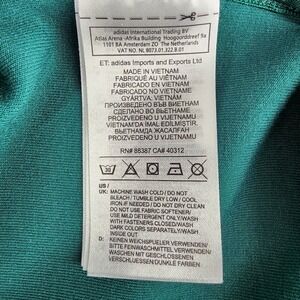 adidas International Trading BV
Atlas Arena -Afrika Building Hoogoorddreef 9a
1101 BA Amsterdam ZO The Netherlands
VAT NO. NL 8073.01.322.B.01
ET: adidas Imports and Exports Ltd
MADE IN VIETNAM
FABRIQUÉ AU VIÊTNAM
FABRICADO EN VIETNAM
FABRICADO NO VIETNAME
GYÁRTVA: VIETNAM
ПРОИЗВЕДЕНО ВЪВ ВИЕТНАМ
СДЕЛАНО ВО ВЬЕТНАМЕ
PROIZVEDENO U VIJETNAMU
VIETNAM'DA İMAL EDİLMİŞTİR.
ВЬЕТНАМДА ЖАСАЛҒАН
PROIZVEDENO U VIJETNAMU
RN# 88387 CA# 40312
30
US /
UK: MACHINE WASH COLD / DO NOT
BLEACH / TUMBLE DRY LOW / COOL
IRON IF NEEDED / DO NOT DRY CLEAN
DO NOT USE FABRIC SOFTENER/
USE MILD DETERGENT ONLY/WASH
WITH FASTENERS CLOSED/WASH
DARK COLORS SEPARATELY/WASH
INSIDE OUT
D: KEINEN WEICHSPUELER VERWENDEN/
BITTE FEINWASCHMITTEL VERWENDEN/
WASCHEN MIT GESCHLOSSENEN
VERSCHLUESSEN/DUNKLE FARBEN